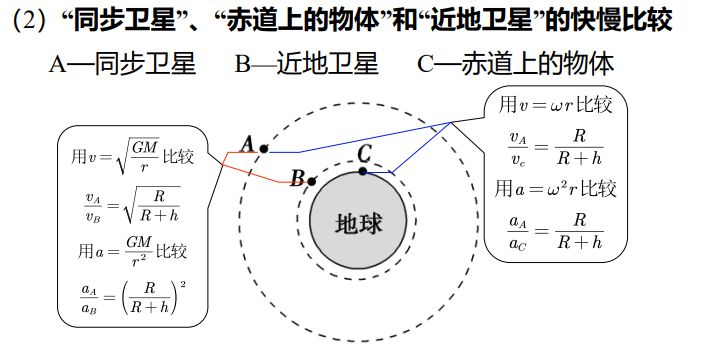 (2) “同步卫星”、“赤道上的物体”和“近地卫星”的快慢比较
A—同步卫星 B—近地卫星 C—赤道上的物体
用v=√(GM/r)比较
v_A/v_B=√(R/(R+h))
用a=GM/r²比较
a_A/a_B=(R/(R+h))²
A
B
C
地球
用v=ωr比较
v_A/v_c=R/(R+h)
用a=ω²r比较
a_A/a_C=R/(R+h)